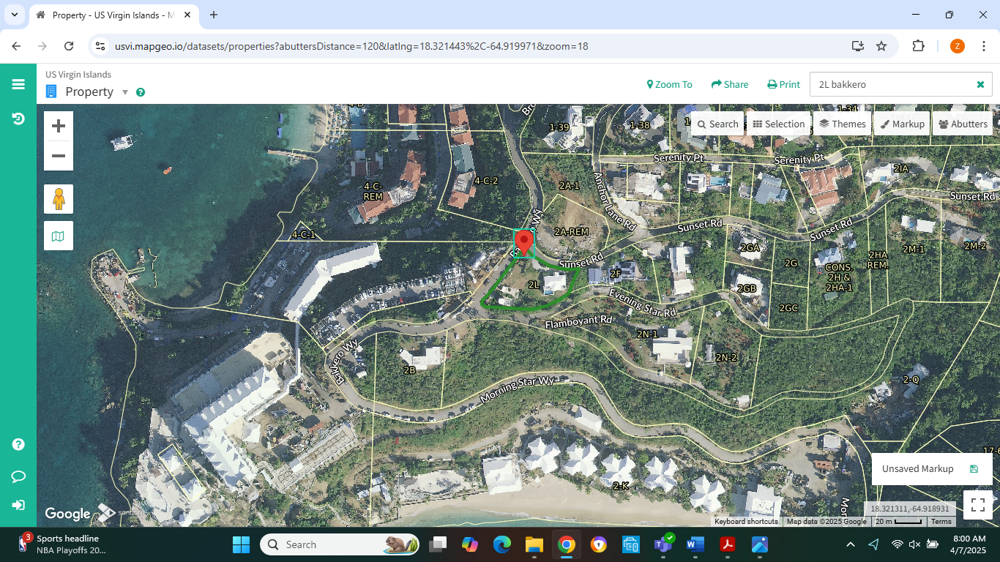 Property - US Virgin Islands - M
usvi.mapgeo.io/datasets/properties?abuttersDistance=120&latlng=18.321443%2C-64.919971&zoom=18
Z
US Virgin Islands
Property
Zoom To
Share
Print
2L bakkero
Search
Selection
Themes
Markup
Abutters
1-39
1-38
1-34
Serenity Pt
Serenity Pt
4-C-2
2A-1
2IA
4-C-
REM
Anchor Lane Rd
Sunset Rd
4-C-1
2A-REM
Sunset Rd
Sunset Rd
2M-1
2M-2
2GA
Sunset Rd
2G
2HA
REM.
CONS.
2H &
2HA-1
2L
2F
2GB
Evening Star Rd
2GC
Flamboyant Rd
2N-1
Bakkero Wy
2N-2
2B
Morning Star Wy
2-Q
2-K
Unsaved Markup
Google
18.321311,-64.918931
Keyboard shortcuts
Map data ©2025 Google
20 m
Terms
3
Sports headline
NBA Playoffs 20...
Search
8:00 AM
4/7/2025